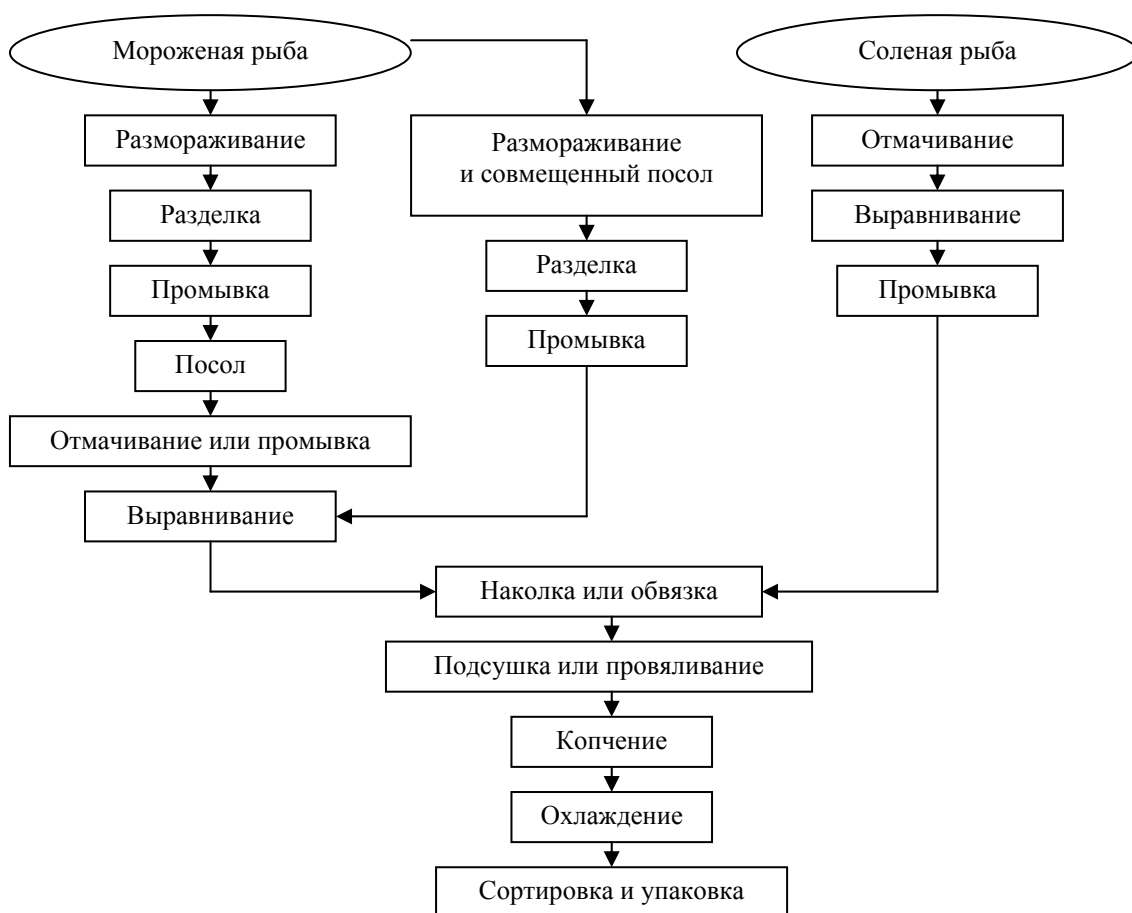 Мороженая рыба
Соленая рыба
Размораживание
Размораживание
и совмещенный посол
Отмачивание
Разделка
Выравнивание
Разделка
Промывка
Промывка
Промывка
Посол
Отмачивание или промывка
Выравнивание
Наколка или обвязка
Подсушка или провяливание
Копчение
Охлаждение
Сортировка и упаковка